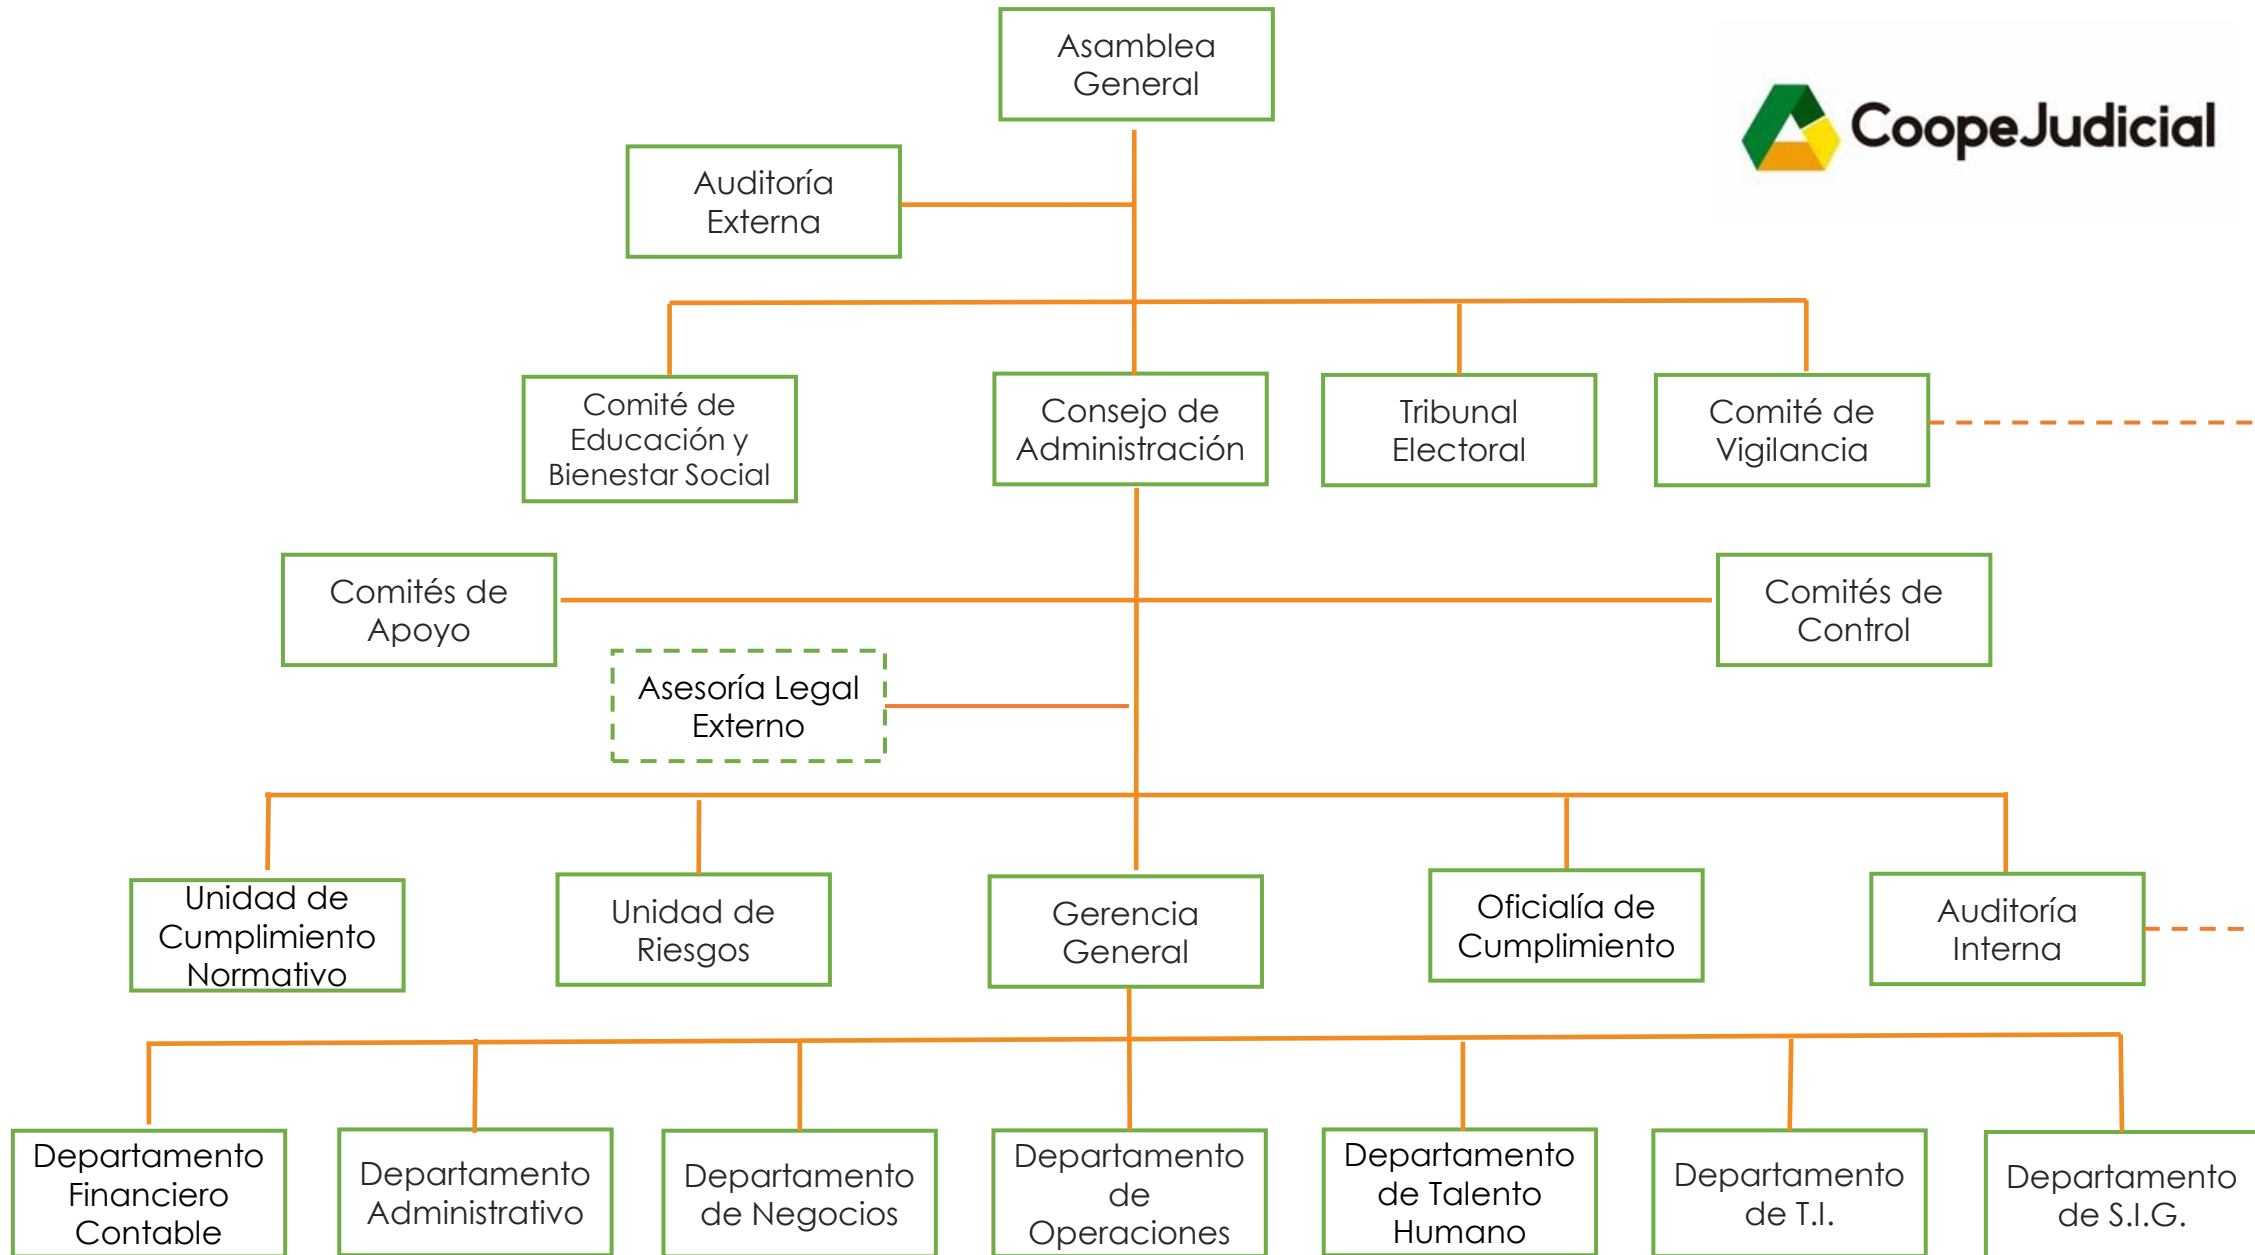 Asamblea
General
CoopeJudicial
Auditoría
Externa
Comité de
Educación y
Bienestar Social
Consejo de
Administración
Tribunal
Electoral
Comité de
Vigilancia
Comités de
Apoyo
Comités de
Control
Asesoría Legal
Externo
Unidad de
Cumplimiento
Normativo
Unidad de
Riesgos
Gerencia
General
Oficialía de
Cumplimiento
Auditoría
Interna
Departamento
Financiero
Contable
Departamento
Administrativo
Departamento
de Negocios
Departamento
de
Operaciones
Departamento
de Talento
Humano
Departamento
de T.I.
Departamento
de S.I.G.